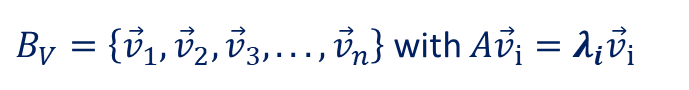 B_V = {v⃗_1, v⃗_2, v⃗_3, . . . , v⃗_n} with Av⃗_i = λ_i v⃗_i